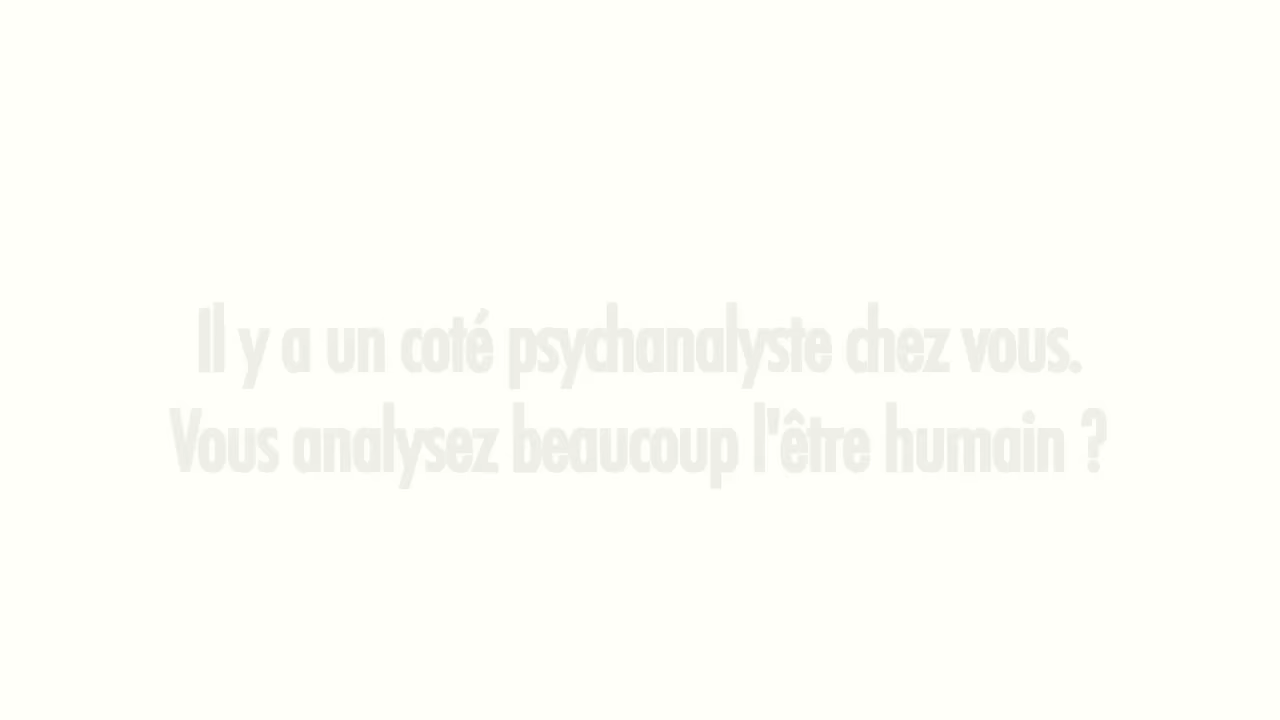 Il y a un coté psychanalyste chez vous.
Vous analysez beaucoup l'être humain ?